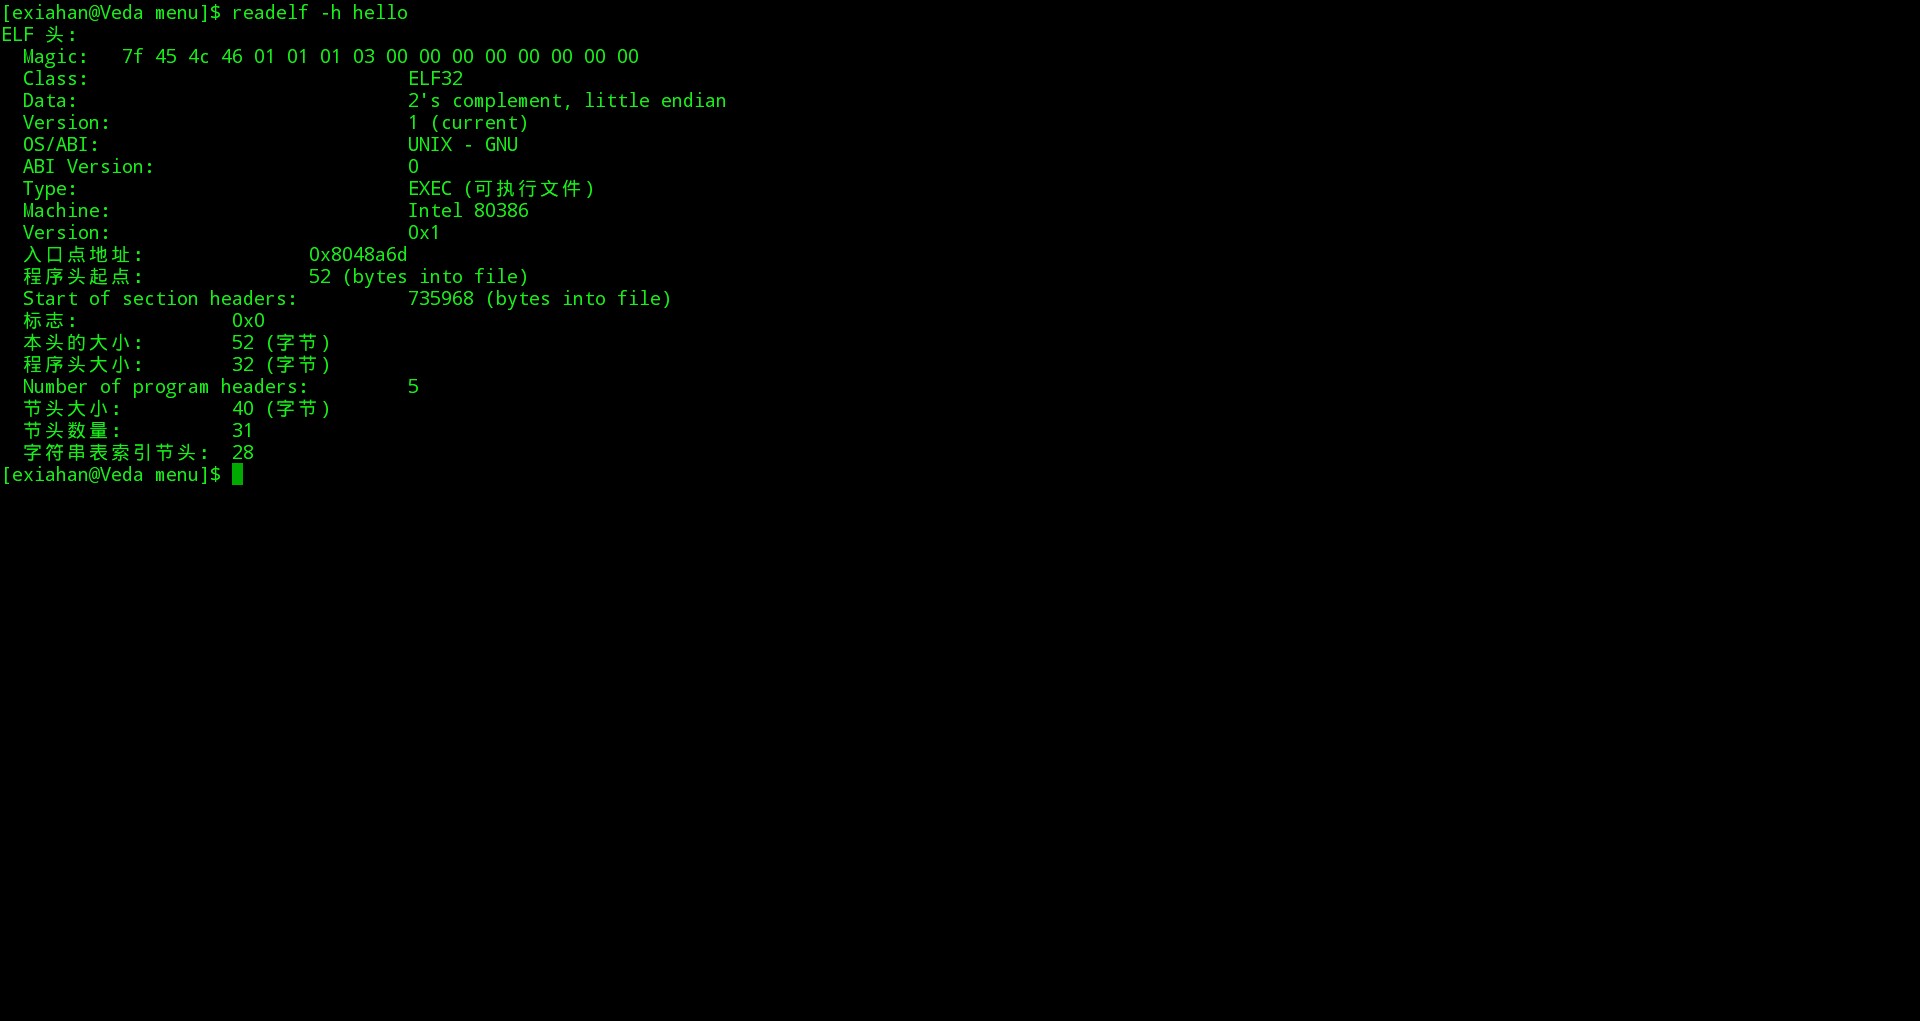 [exiahan@Veda menu]$ readelf -h hello
ELF 头：
  Magic:   7f 45 4c 46 01 01 01 03 00 00 00 00 00 00 00 00
  Class:                             ELF32
  Data:                              2's complement, little endian
  Version:                           1 (current)
  OS/ABI:                            UNIX - GNU
  ABI Version:                       0
  Type:                              EXEC (可执行文件)
  Machine:                           Intel 80386
  Version:                           0x1
  入口点地址：               0x8048a6d
  程序头起点：               52 (bytes into file)
  Start of section headers:          735968 (bytes into file)
  标志：              0x0
  本头的大小：        52 (字节)
  程序头大小：        32 (字节)
  Number of program headers:         5
  节头大小：          40 (字节)
  节头数量：          31
  字符串表索引节头：  28
[exiahan@Veda menu]$